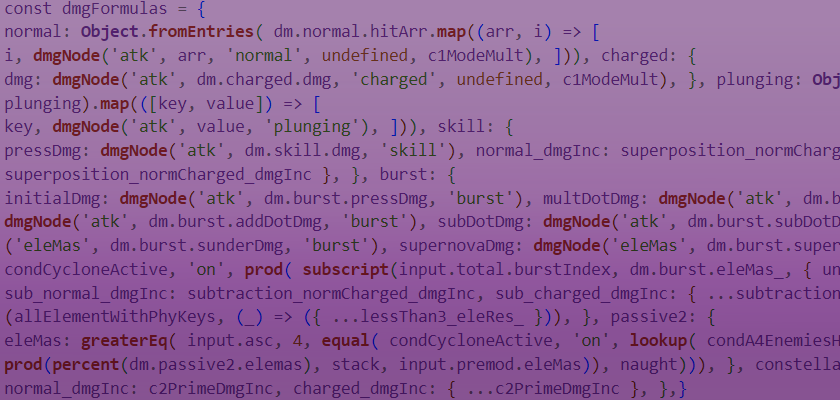 const dmgFormulas = {
normal: Object.fromEntries( dm.normal.hitArr.map((arr, i) => [
i, dmgNode('atk', arr, 'normal', undefined, c1ModeMult), ])), charged: {
dmg: dmgNode('atk', dm.charged.dmg, 'charged', undefined, c1ModeMult), }, plunging: Obj
plunging).map(([key, value]) => [
key, dmgNode('atk', value, 'plunging'), ])), skill: {
pressDmg: dmgNode('atk', dm.skill.dmg, 'skill'), normal_dmgInc: superposition_normCharg
superposition_normCharged_dmgInc }, }, burst: {
initialDmg: dmgNode('atk', dm.burst.pressDmg, 'burst'), multDotDmg: dmgNode('atk', dm.b
dmgNode('atk', dm.burst.addDotDmg, 'burst'), subDotDmg: dmgNode('atk', dm.burst.subDotD
('eleMas', dm.burst.sunderDmg, 'burst'), supernovaDmg: dmgNode('eleMas', dm.burst.super
condCycloneActive, 'on', prod( subscript(input.total.burstIndex, dm.burst.eleMas_, { un
sub_normal_dmgInc: subtraction_normCharged_dmgInc, sub_charged_dmgInc: { ...subtraction
(allElementWithPhyKeys, (_) => ({ ...lessThan3_eleRes_ })), }, passive2: {
eleMas: greaterEq( input.asc, 4, equal( condCycloneActive, 'on', lookup( condA4EnemiesH
prod(percent(dm.passive2.elemas), stack, input.premod.eleMas)), naught))), }, constella
normal_dmgInc: c2PrimeDmgInc, charged_dmgInc: { ...c2PrimeDmgInc }, },}